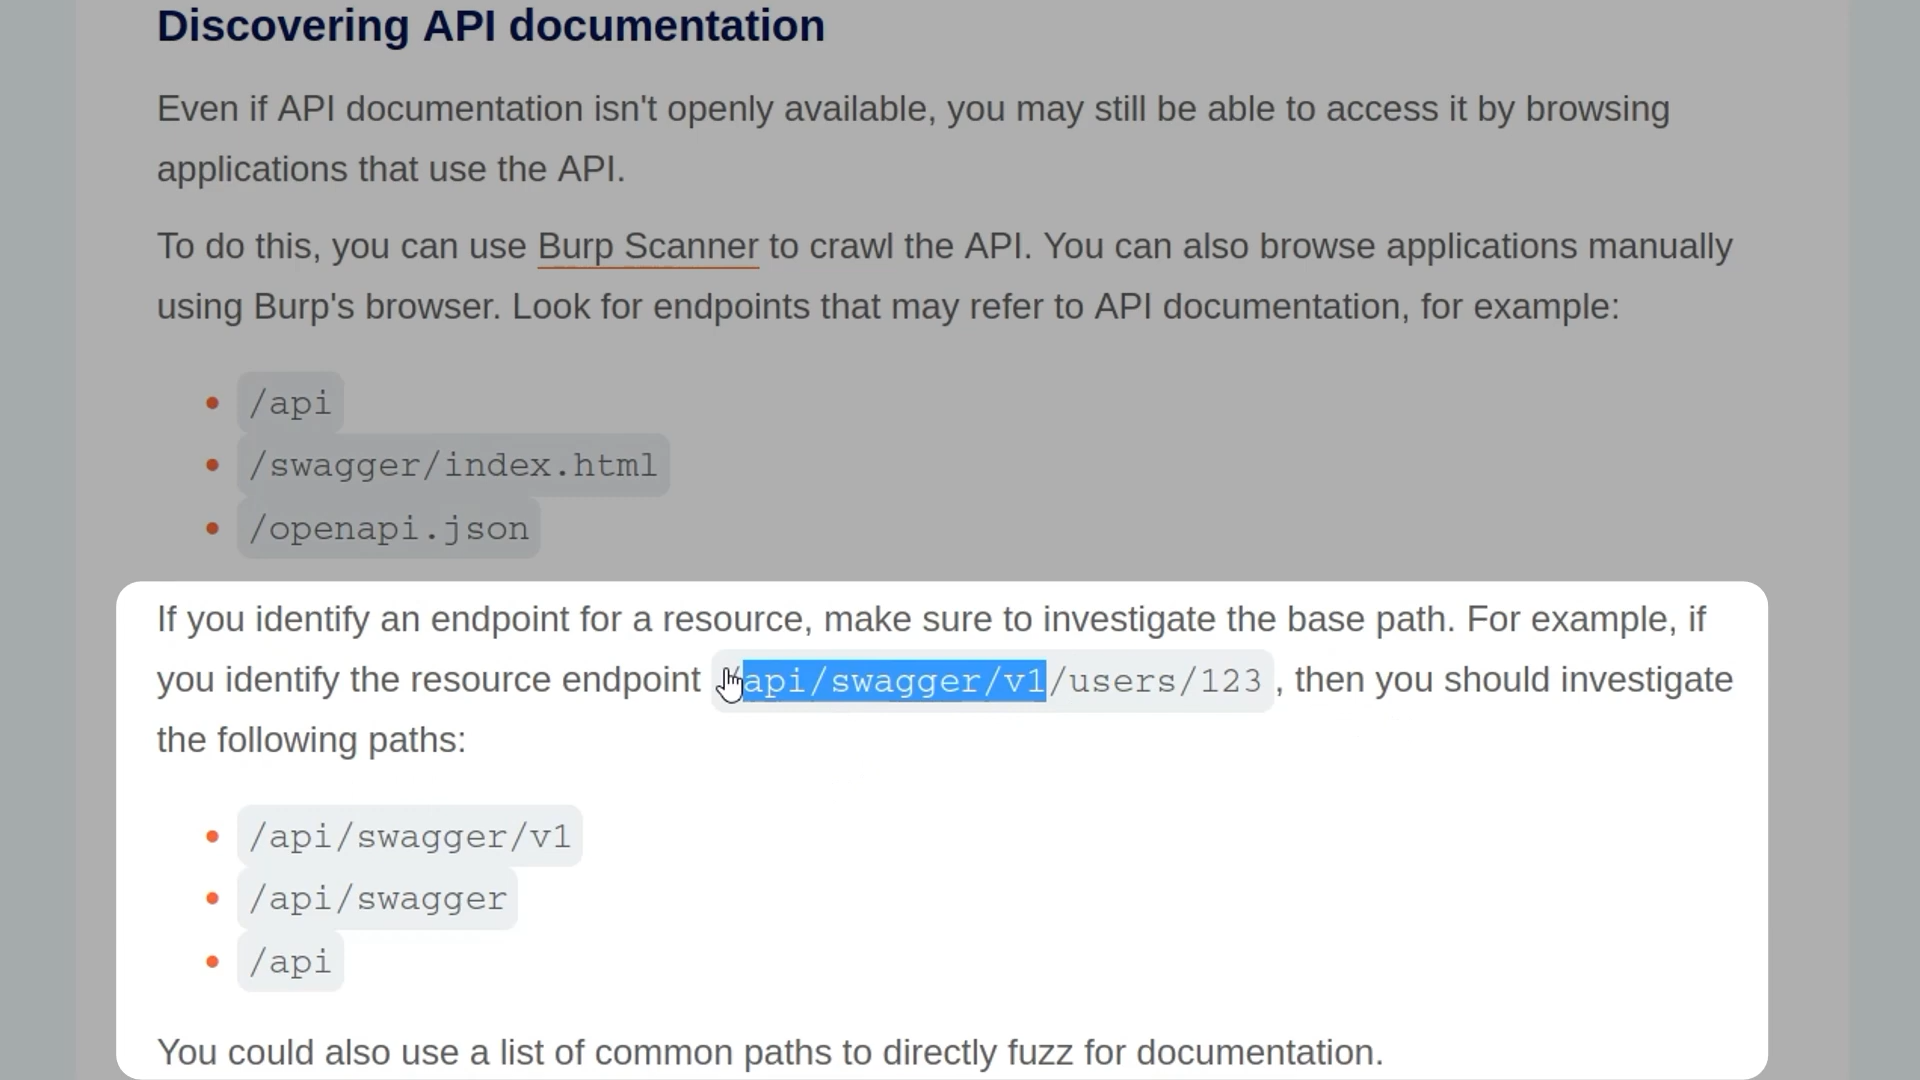 Discovering API documentation
Even if API documentation isn't openly available, you may still be able to access it by browsing
applications that use the API.
To do this, you can use Burp Scanner to crawl the API. You can also browse applications manually
using Burp's browser. Look for endpoints that may refer to API documentation, for example:
• /api
• /swagger/index.html
• /openapi.json
If you identify an endpoint for a resource, make sure to investigate the base path. For example, if
you identify the resource endpoint /api/swagger/v1/users/123 , then you should investigate
the following paths:
• /api/swagger/v1
• /api/swagger
• /api
You could also use a list of common paths to directly fuzz for documentation.